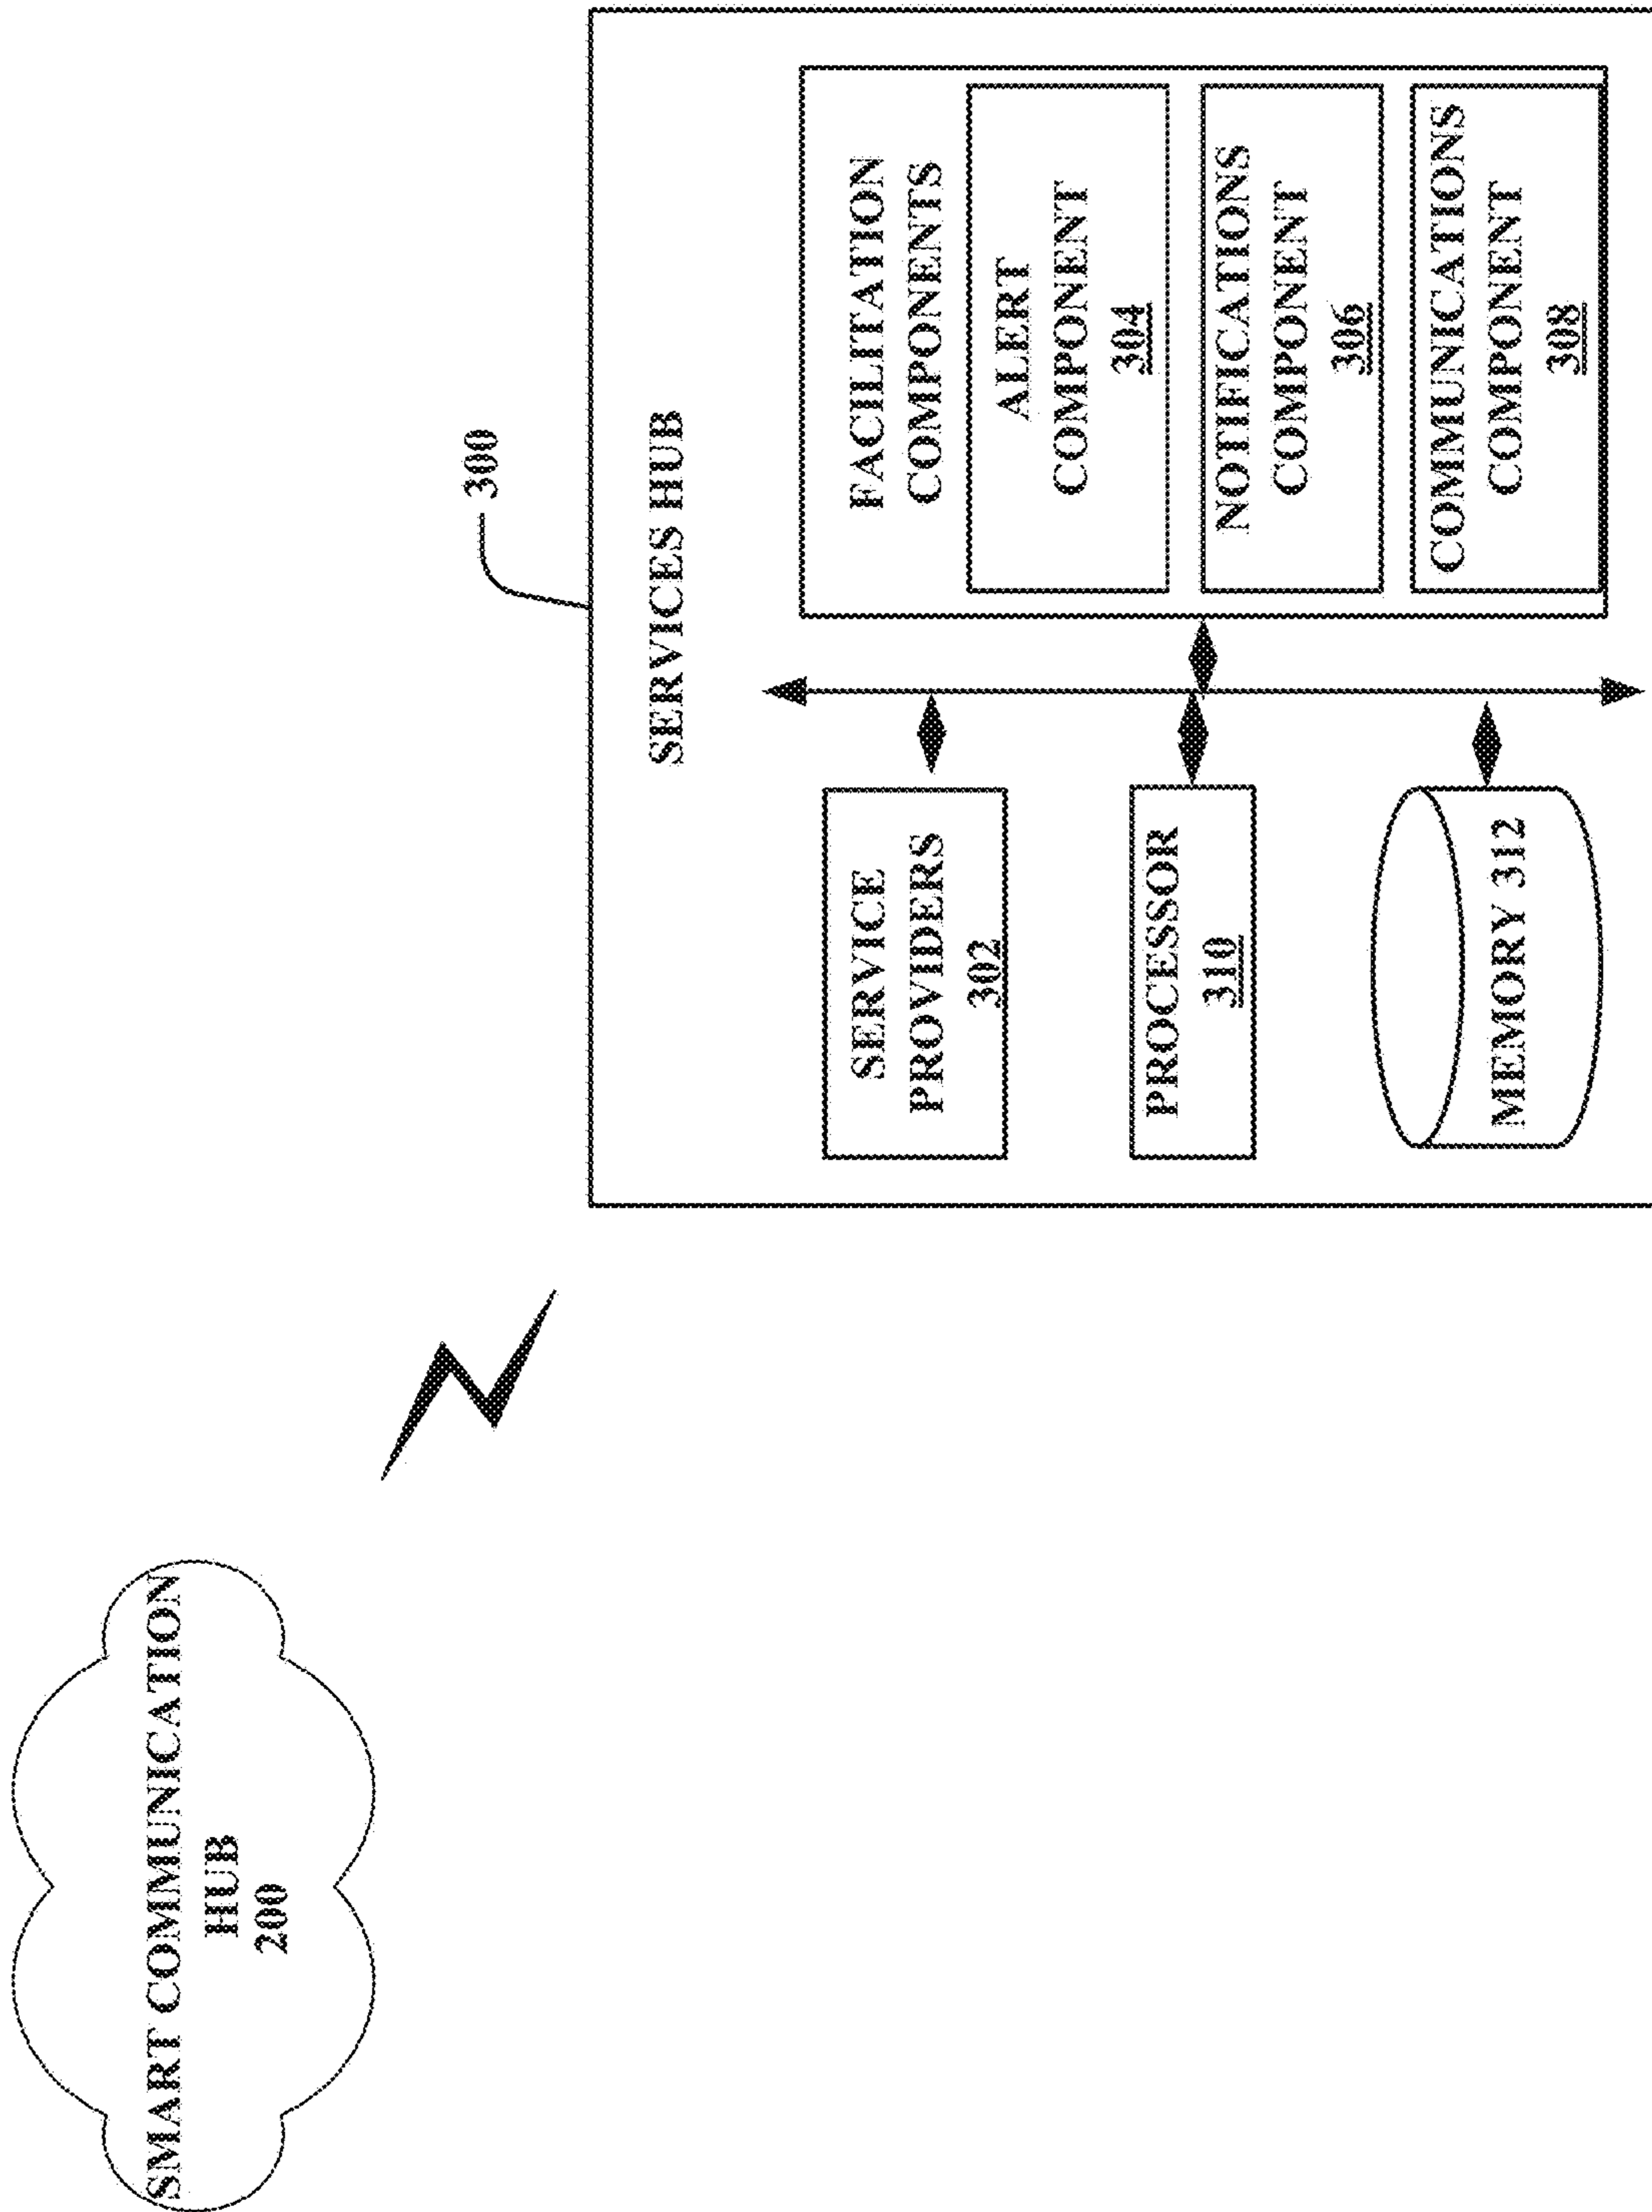 SMART COMMUNICATION
HUB
200
300
SERVICES HUB
SERVICE
PROVIDERS
302
PROCESSOR
310
MEMORY 312
FACILITATION
COMPONENTS
ALERT
COMPONENT
304
NOTIFICATIONS
COMPONENT
306
COMMUNICATIONS
COMPONENT
308